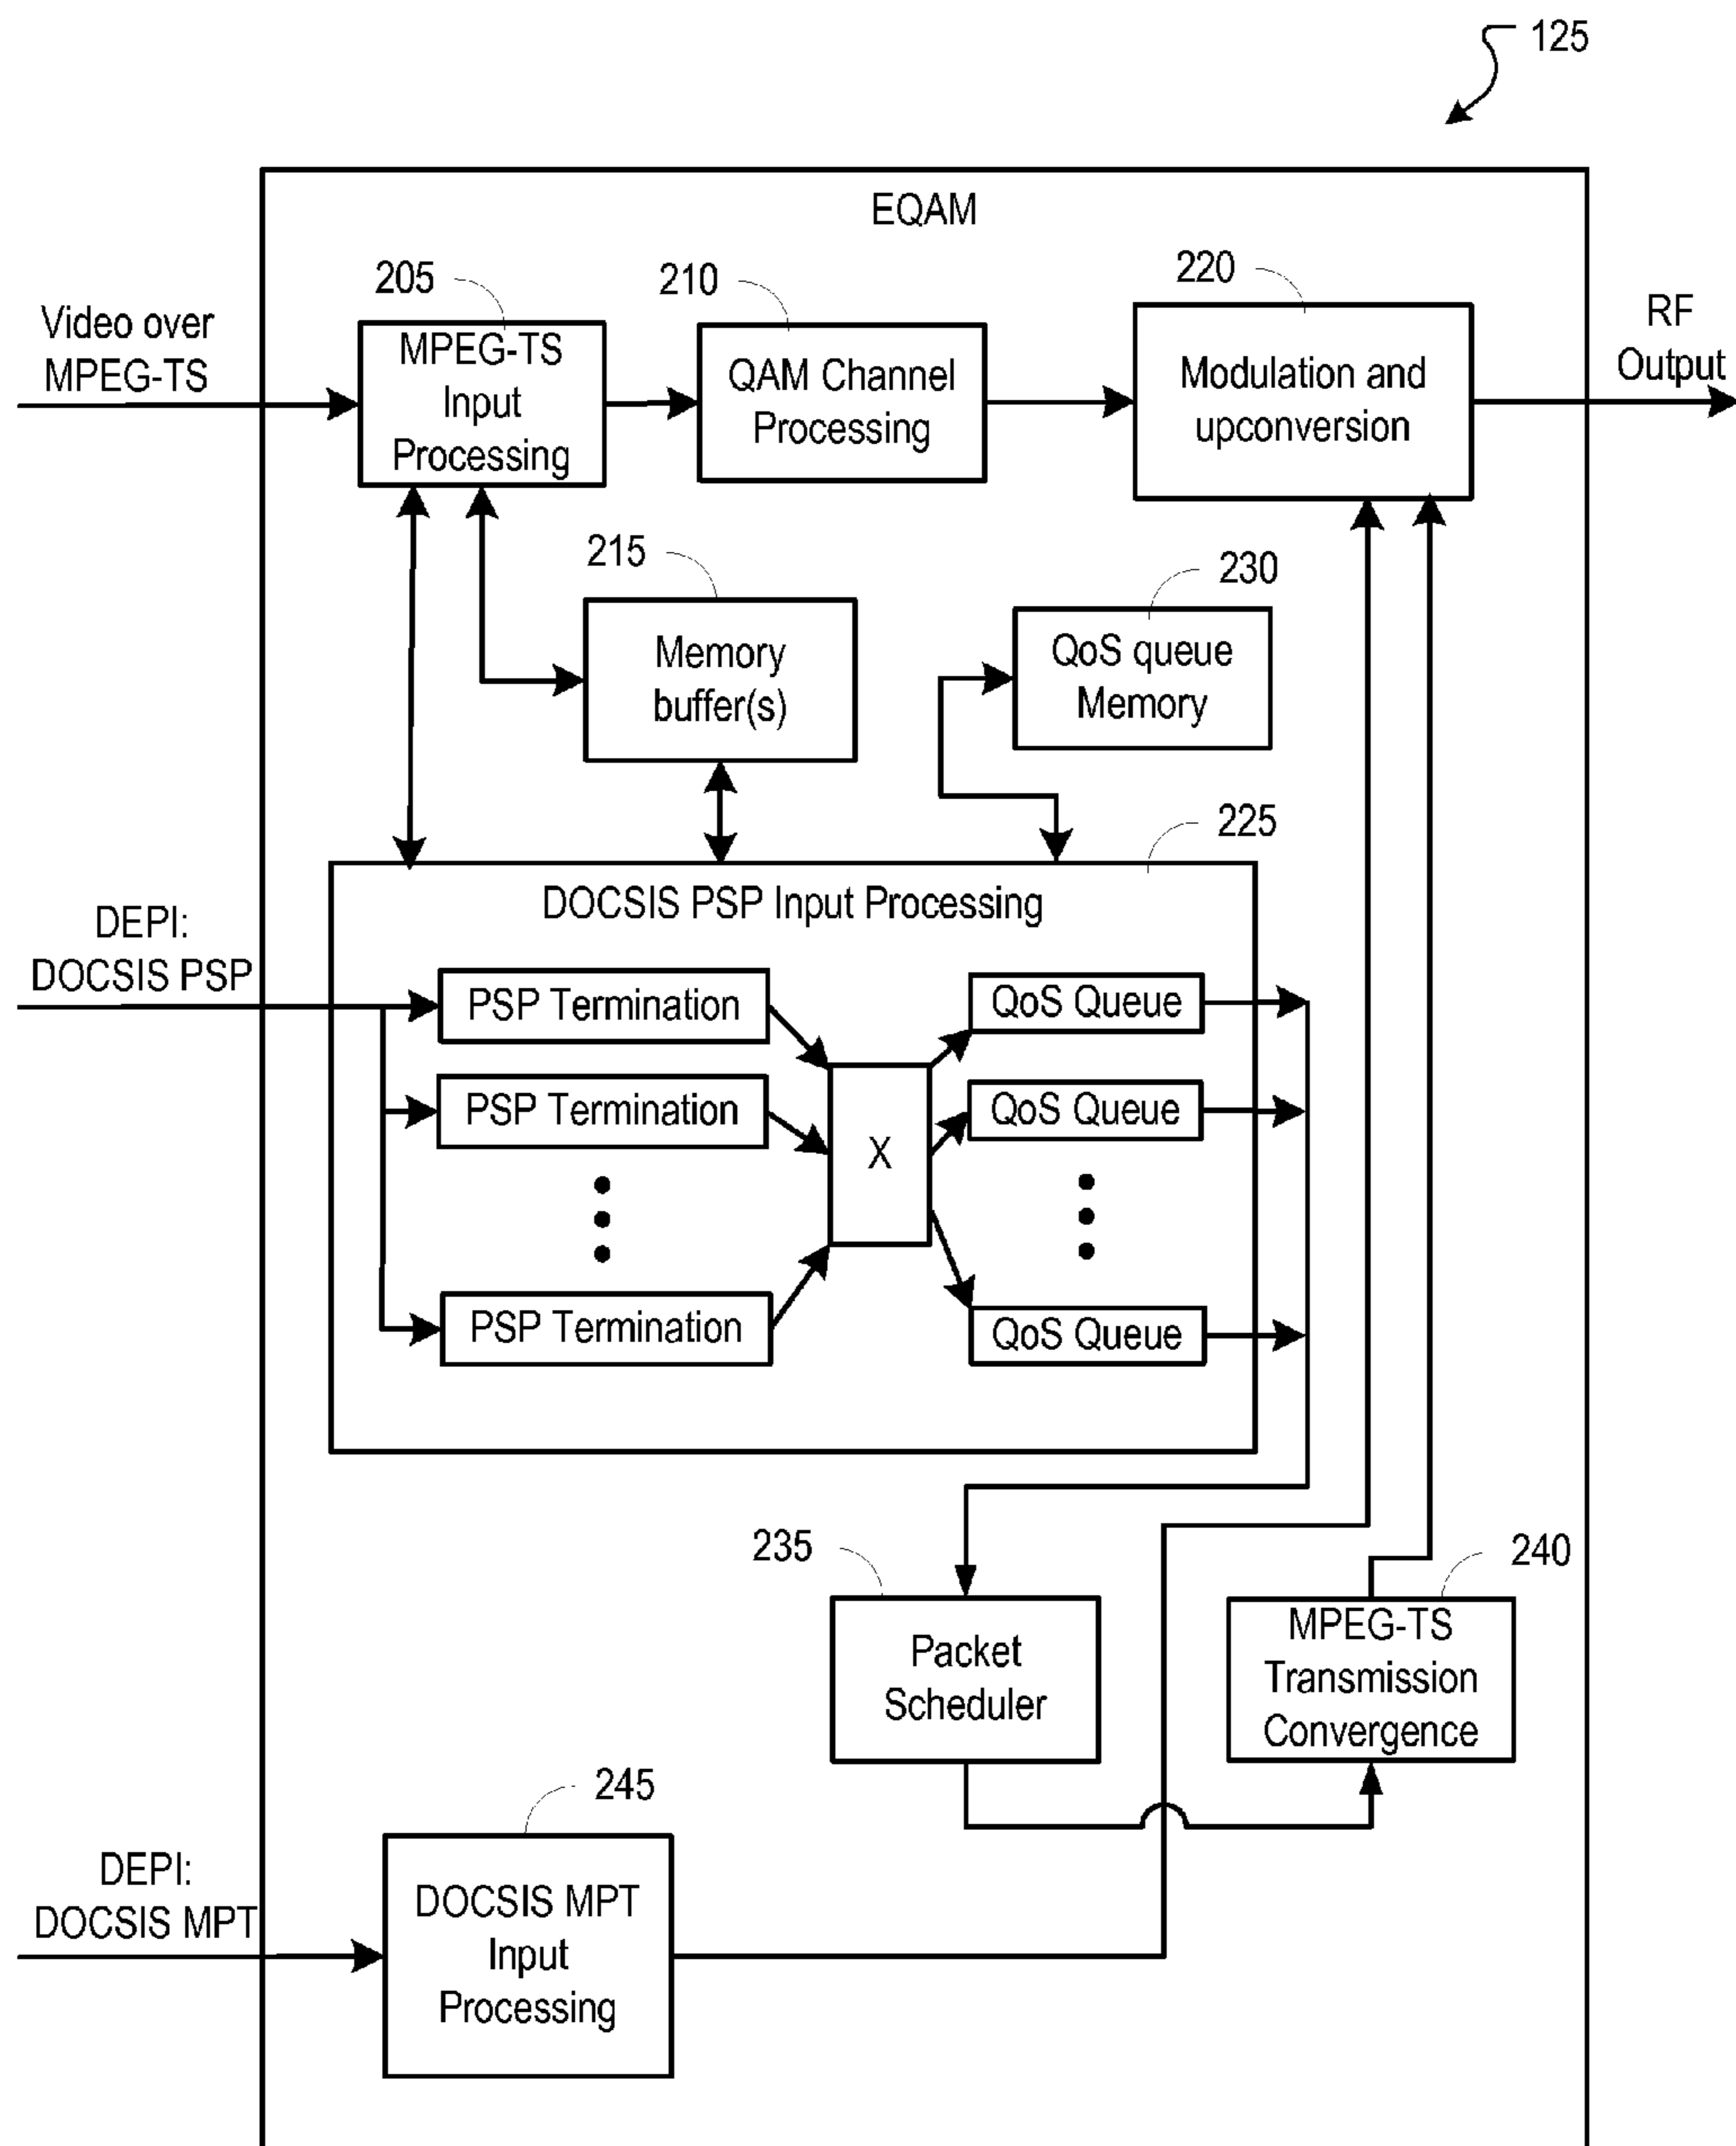 125
EQAM
205
210
220
Video over
MPEG-TS
MPEG-TS
Input
Processing
QAM Channel
Processing
Modulation and
upconversion
RF
Output
215
230
Memory
buffer(s)
QoS queue
Memory
225
DOCSIS PSP Input Processing
DEPI:
DOCSIS PSP
PSP Termination
QoS Queue
PSP Termination
QoS Queue
X
PSP Termination
QoS Queue
235
240
Packet
Scheduler
MPEG-TS
Transmission
Convergence
245
DEPI:
DOCSIS MPT
DOCSIS MPT
Input
Processing